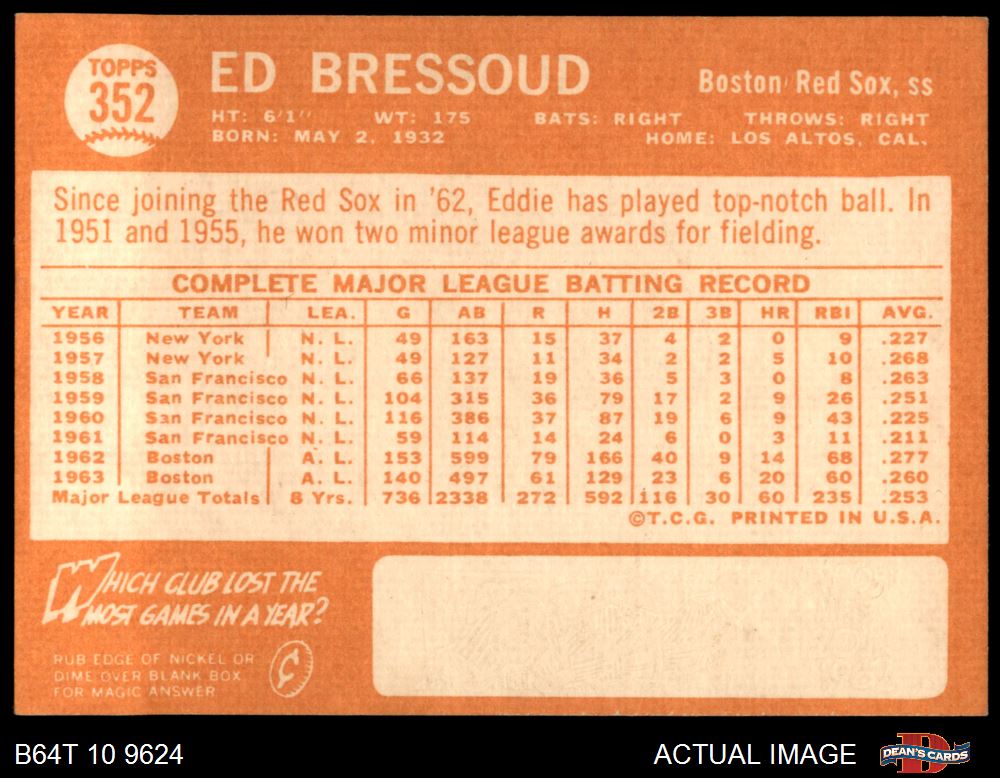 TOPPS
352
ED BRESSOUD
Boston Red Sox, SS
HT: 6'1" WT: 175 BATS: RIGHT THROWS: RIGHT
BORN: MAY 2, 1932 HOME: LOS ALTOS, CAL.
Since joining the Red Sox in '62, Eddie has played top-notch ball. In
1951 and 1955, he won two minor league awards for fielding.
COMPLETE MAJOR LEAGUE BATTING RECORD
YEAR TEAM LEA. G AB R H 2B 3B HR RBI AVG.
1956 New York N. L. 49 163 15 37 4 2 0 9 .227
1957 New York N. L. 49 127 11 34 2 2 5 10 .268
1958 San Francisco N. L. 66 137 19 36 5 3 0 8 .263
1959 San Francisco N. L. 104 315 36 79 17 2 9 26 .251
1960 San Francisco N. L. 116 386 37 87 19 6 9 43 .225
1961 San Francisco N. L. 59 114 14 24 6 0 3 11 .211
1962 Boston A. L. 153 599 79 166 40 9 14 68 .277
1963 Boston A. L. 140 497 61 129 23 6 20 60 .260
Major League Totals 8 Yrs. 736 2338 272 592 116 30 60 235 .253
©T.C.G. PRINTED IN U.S.A.
WHICH CLUB LOST THE
MOST GAMES IN A YEAR?
RUB EDGE OF NICKEL OR
DIME OVER BLANK BOX
FOR MAGIC ANSWER
¢
B64T 10 9624
ACTUAL IMAGE
D
DEAN'S CARDS